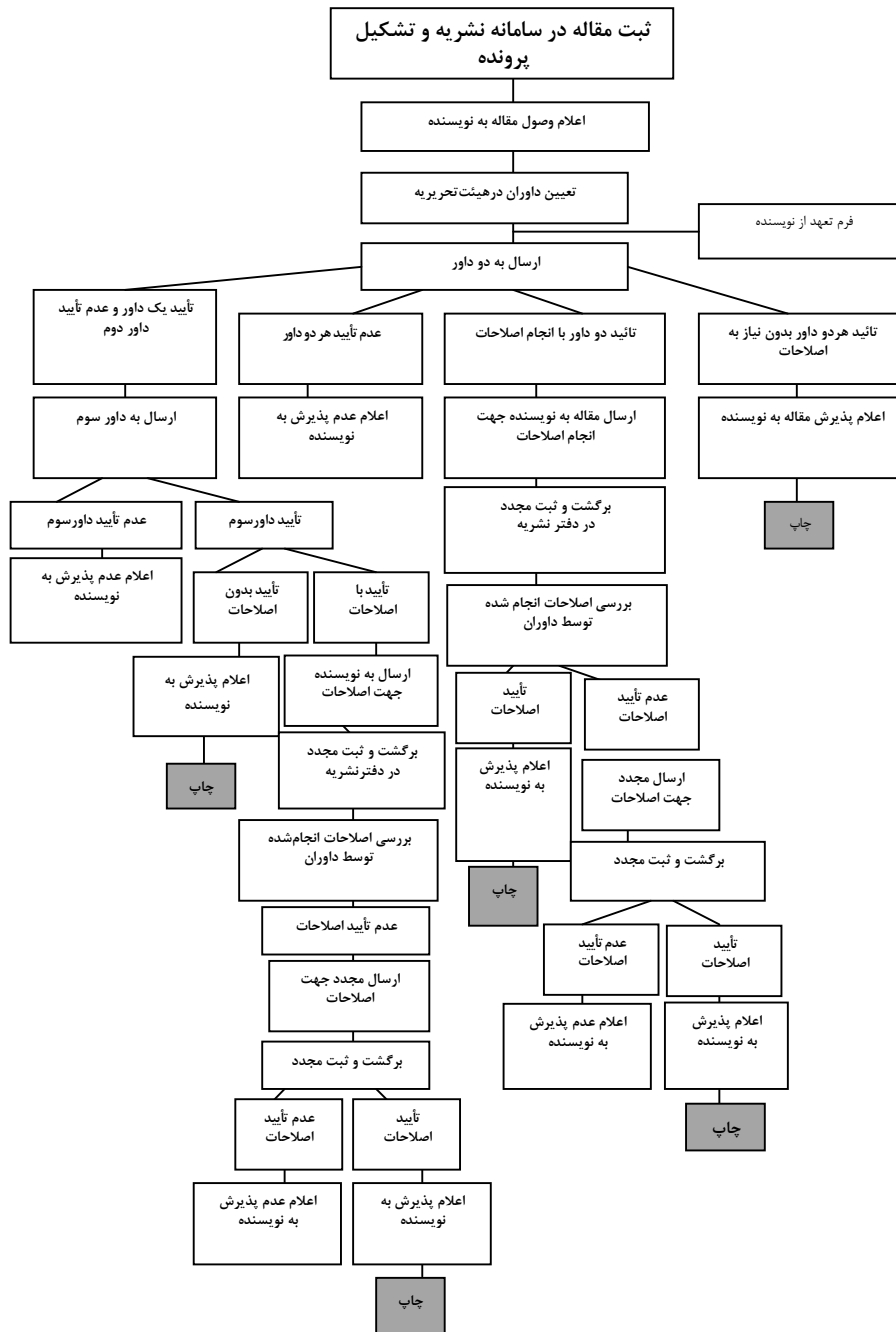 ثبت مقاله در سامانه نشریه و تشکیل
پرونده
اعلام وصول مقاله به نویسنده
تعیین داوران درهیئت‌تحریریه
فرم تعهد از نویسنده
ارسال به دو داور
تائید هردو داور بدون نیاز به
اصلاحات
تائید دو داور با انجام اصلاحات
عدم تأیید هر دو داور
تأیید یک داور و عدم تأیید
داور دوم
اعلام پذیرش مقاله به نویسنده
ارسال مقاله به نویسنده جهت
انجام اصلاحات
اعلام عدم پذیرش به
نویسنده
ارسال به داور سوم
چاپ
برگشت و ثبت مجدد
در دفتر نشریه
تأیید داورسوم
عدم تأیید داورسوم
بررسی اصلاحات انجام شده
توسط داوران
تأیید با
اصلاحات
تأیید بدون
اصلاحات
اعلام عدم پذیرش به
نویسنده
عدم تأیید
اصلاحات
تأیید
اصلاحات
ارسال به نویسنده
جهت اصلاحات
اعلام پذیرش به
نویسنده
ارسال مجدد
جهت اصلاحات
اعلام پذیرش
به نویسنده
برگشت و ثبت مجدد
در دفترنشریه
چاپ
برگشت و ثبت مجدد
چاپ
بررسی اصلاحات انجام‌شده
توسط داوران
تأیید
اصلاحات
عدم تأیید
اصلاحات
عدم تأیید اصلاحات
اعلام پذیرش
به نویسنده
اعلام عدم پذیرش
به نویسنده
ارسال مجدد جهت
اصلاحات
چاپ
برگشت و ثبت مجدد
تأیید
اصلاحات
عدم تأیید
اصلاحات
اعلام پذیرش به
نویسنده
اعلام عدم پذیرش
به نویسنده
چاپ